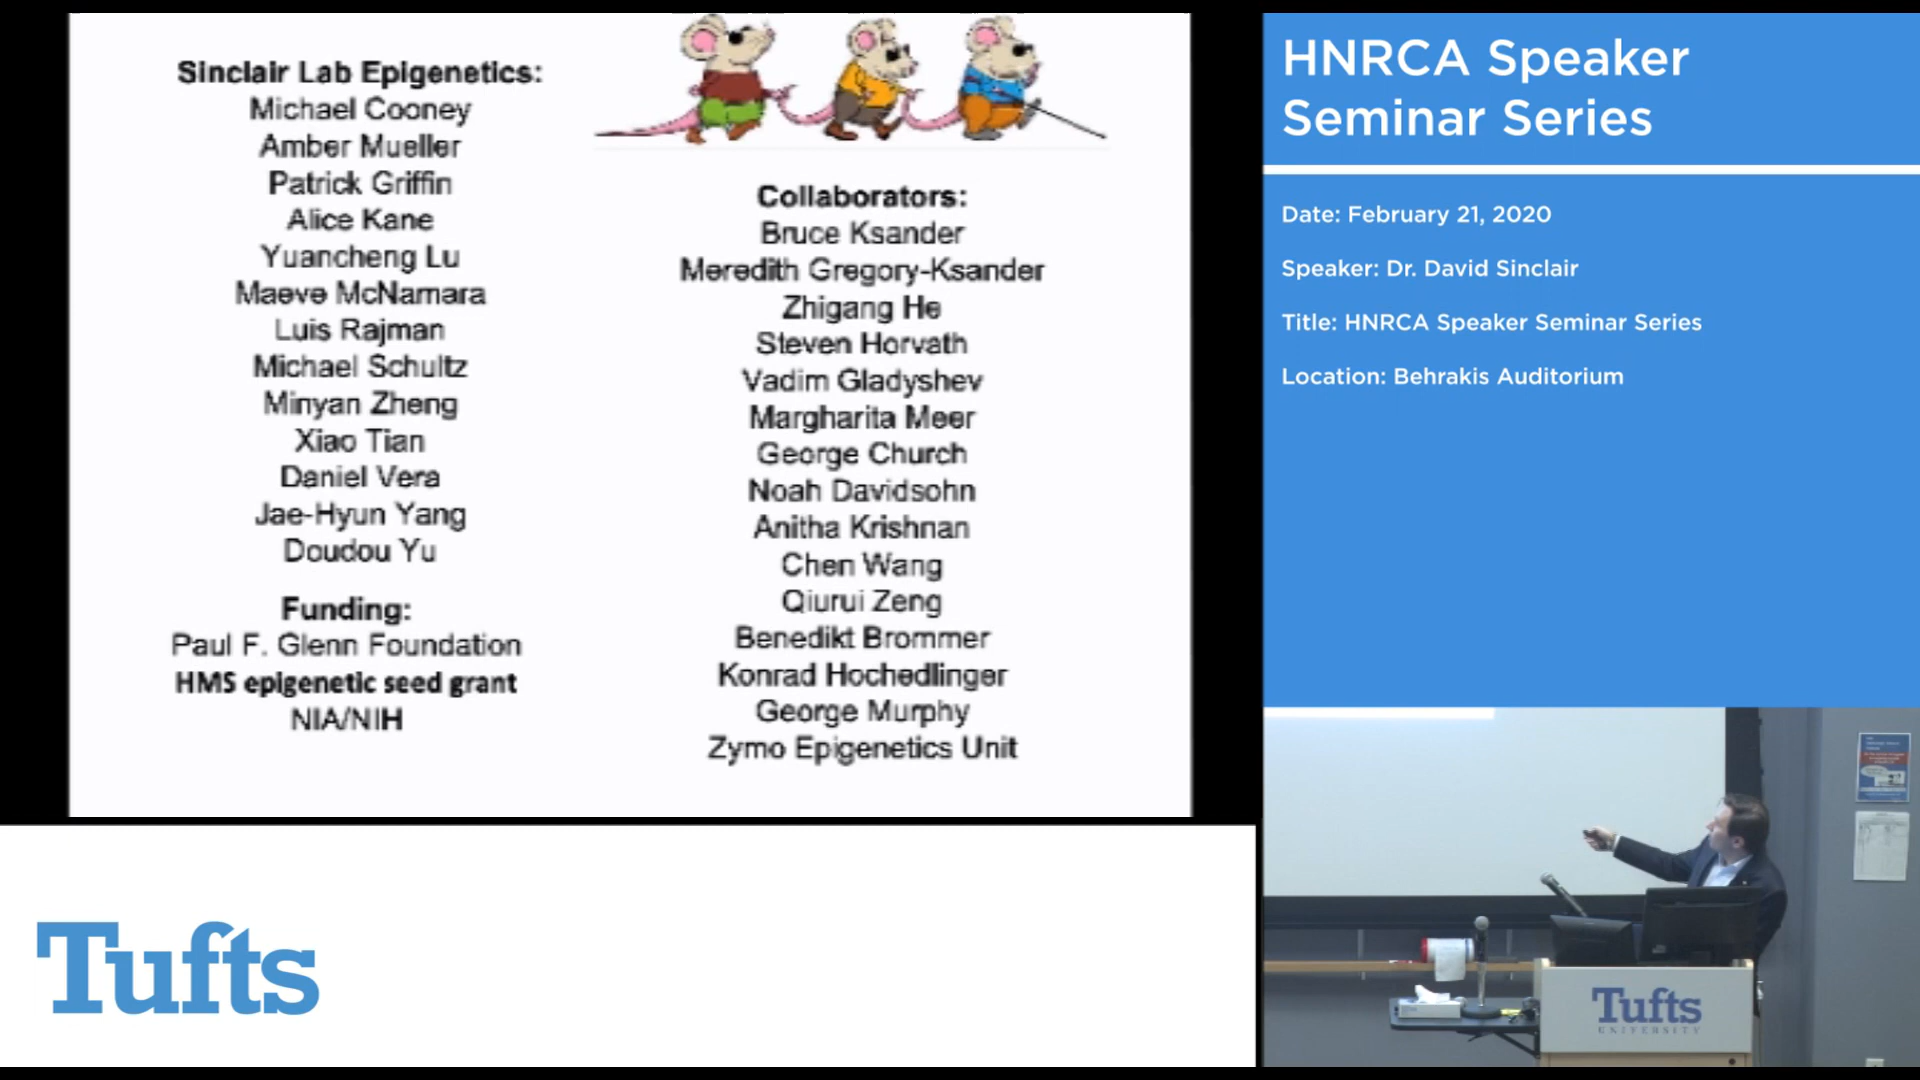 Sinclair Lab Epigenetics:
Michael Cooney
Amber Mueller
Patrick Griffin
Alice Kane
Yuancheng Lu
Maeve McNamara
Luis Rajman
Michael Schultz
Minyan Zheng
Xiao Tian
Daniel Vera
Jae-Hyun Yang
Doudou Yu
Funding:
Paul F. Glenn Foundation
HMS epigenetic seed grant
NIA/NIH
Collaborators:
Bruce Ksander
Meredith Gregory-Ksander
Zhigang He
Steven Horvath
Vadim Gladyshev
Margharita Meer
George Church
Noah Davidsohn
Anitha Krishnan
Chen Wang
Qiurui Zeng
Benedikt Brommer
Konrad Hochedlinger
George Murphy
Zymo Epigenetics Unit
HNRCA Speaker
Seminar Series
Date: February 21, 2020
Speaker: Dr. David Sinclair
Title: HNRCA Speaker Seminar Series
Location: Behrakis Auditorium
Tufts
Tufts
UNIVERSITY